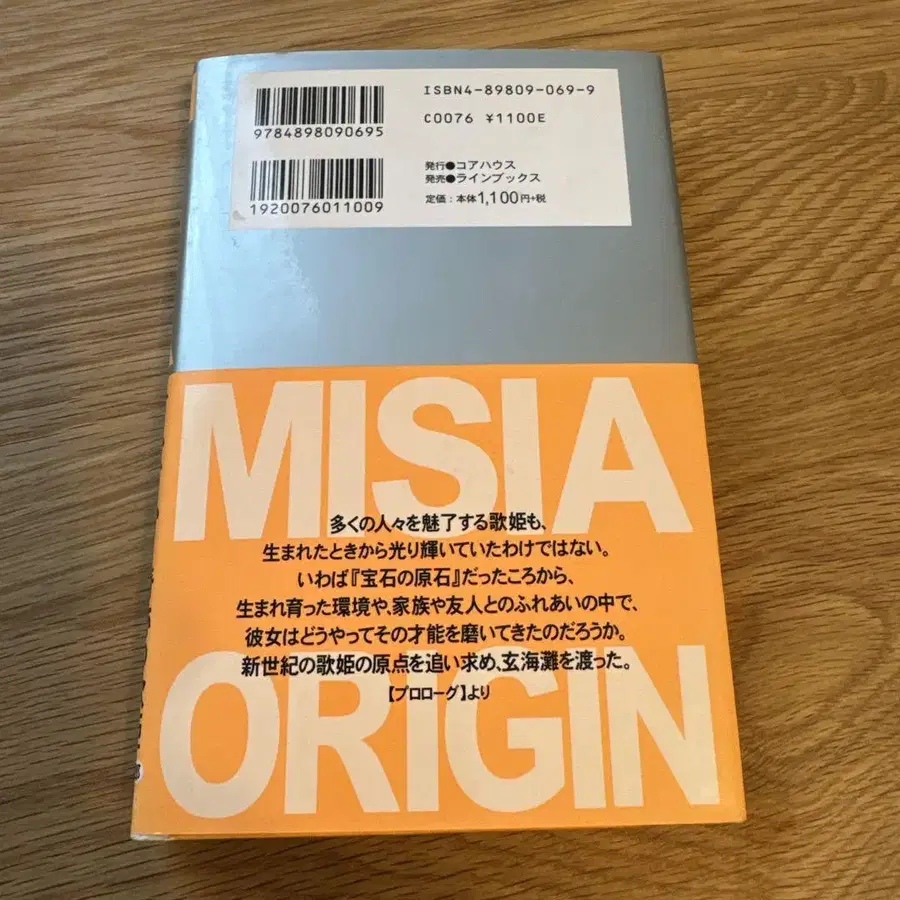 ISBN4-89809-069-9
9784898090695
C0076 ¥1100E
発行●コアハウス
発売●ラインブックス
1920076011009
定価：本体1,100円+税
MISIA
多くの人々を魅了する歌姫も、
生まれたときから光り輝いていたわけではない。
いわば『宝石の原石』だったころから、
生まれ育った環境や、家族や友人とのふれあいの中で、
彼女はどうやってその才能を磨いてきたのだろうか。
新世紀の歌姫の原点を追い求め、玄海灘を渡った。
【プロローグ】より
ORIGIN